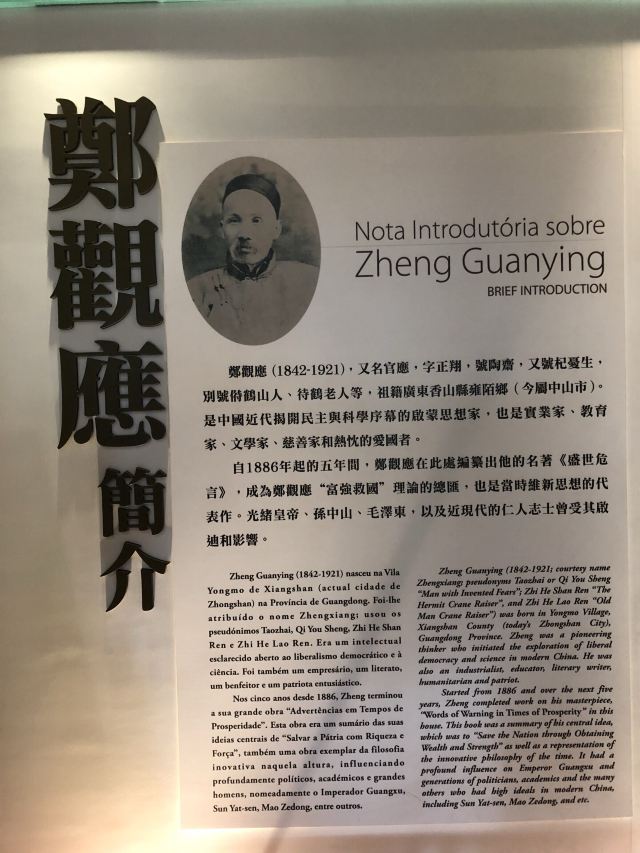 鄭觀應簡介
Nota Introdutória sobre
Zheng Guanying
BRIEF INTRODUCTION
鄭觀應(1842-1921)，又名官應，字正翔，號陶齋，又號杞憂生，
別號偫鶴山人、待鶴老人等，祖籍廣東香山縣雍陌鄉（今屬中山市）。
是中國近代揭開民主與科學序幕的啟蒙思想家，也是實業家、教育
家、文學家、慈善家和熱忱的愛國者。
自1886年起的五年間，鄭觀應在此處編纂出他的名著《盛世危
言》，成為鄭觀應“富強救國”理論的總匯，也是當時維新思想的代
表作。光緒皇帝、孫中山、毛澤東，以及近現代的仁人志士曾受其啟
迪和影響。
Zheng Guanying (1842-1921) nasceu na Vila
Yongmo de Xiangshan (actual cidade de
Zhongshan) na Província de Guangdong. Foi-lhe
atribuído o nome Zhengxiang; usou os
pseudónimos Taozhai, Qi You Sheng, Zhi He Shan
Ren e Zhi He Lao Ren. Era um intelectual
esclarecido aberto ao liberalismo democrático e à
ciência. Foi também um empresário, um literato,
um benfeitor e um patriota entusiástico.
Nos cinco anos desde 1886, Zheng terminou
a sua grande obra “Advertências em Tempos de
Prosperidade”. Esta obra era um sumário das suas
ideias centrais de “Salvar a Pátria com Riqueza e
Força”, também uma obra exemplar da filosofia
inovativa naquela altura, influenciando
profundamente políticos, académicos e grandes
homens, nomeadamente o Imperador Guangxu,
Sun Yat-sen, Mao Zedong, entre outros.
Zheng Guanying (1842-1921; courtesy name
Zhengxiang; pseudonyms Taozhai or Qi You Sheng
“Man with Invented Fears”; Zhi He Shan Ren “The
Hermit Crane Raiser”, and Zhi He Lao Ren “Old
Man Crane Raiser”) was born in Yongmo Village,
Xiangshan County (today’s Zhongshan City),
Guangdong Province. Zheng was a pioneering
thinker who initiated the exploration of liberal
democracy and science in modern China. He was
also an industrialist, educator, literary writer,
humanitarian and patriot.
Started from 1886 and over the next five
years, Zheng completed work on his masterpiece,
“Words of Warning in Times of Prosperity” in this
house. This book was a summary of his central idea,
which was to “Save the Nation through Obtaining
Wealth and Strength” as well as a representation of
the innovative philosophy of the time. It had a
profound influence on Emperor Guangxu and
generations of politicians, academics and the many
others who had high ideals in modern China,
including Sun Yat-sen, Mao Zedong, and etc.